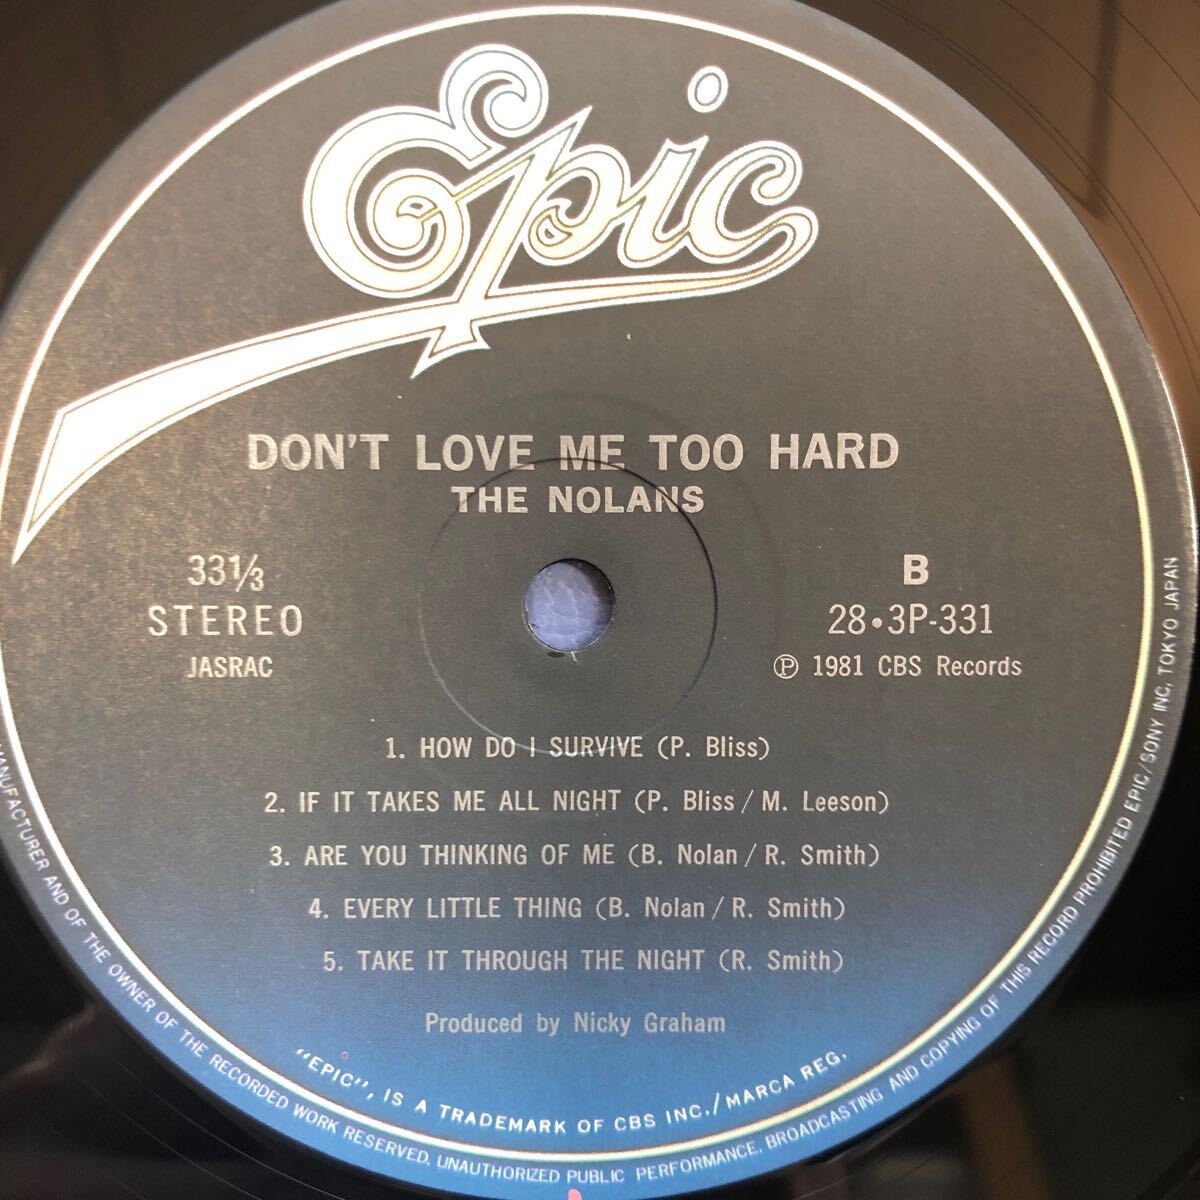 Epic
DON'T LOVE ME TOO HARD
THE NOLANS
33⅓
STEREO
JASRAC
B
28•3P-331
Ⓟ 1981 CBS Records
1. HOW DO I SURVIVE (P. Bliss)
2. IF IT TAKES ME ALL NIGHT (P. Bliss / M. Leeson)
3. ARE YOU THINKING OF ME (B. Nolan / R. Smith)
4. EVERY LITTLE THING (B. Nolan / R. Smith)
5. TAKE IT THROUGH THE NIGHT (R. Smith)
Produced by Nicky Graham
"EPIC", IS A TRADEMARK OF CBS INC./MARCA REG.
MANUFACTURER AND OF THE OWNER OF THE RECORDED WORK RESERVED. UNAUTHORIZED PUBLIC PERFORMANCE, BROADCASTING AND COPYING OF THIS RECORD PROHIBITED EPIC/SONY INC, TOKYO JAPAN